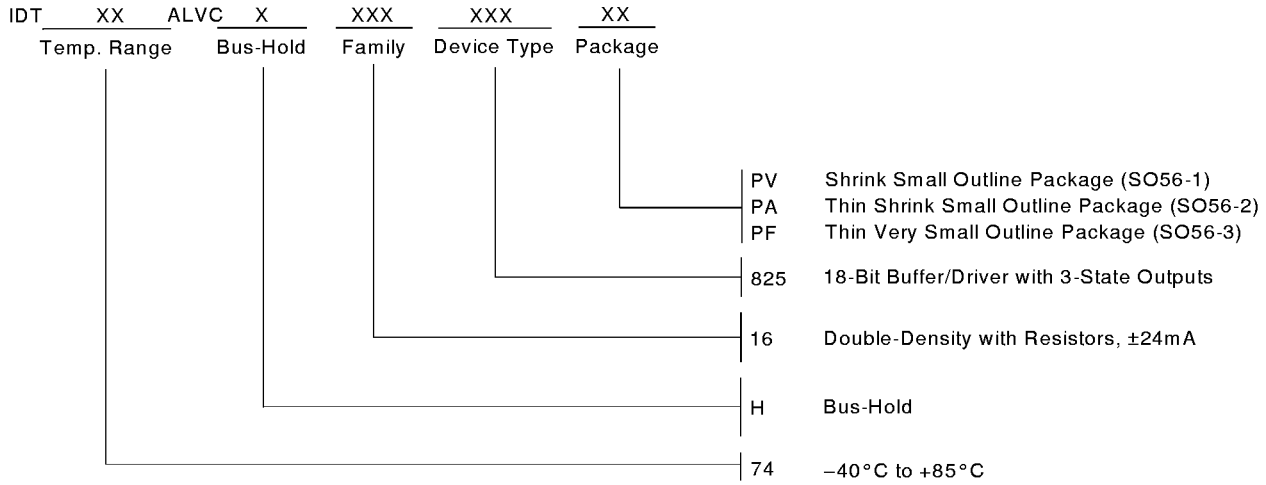 IDT XX ALVC X XXX XXX XX
Temp. Range Bus-Hold Family Device Type Package
PV Shrink Small Outline Package (SO56-1)
PA Thin Shrink Small Outline Package (SO56-2)
PF Thin Very Small Outline Package (SO56-3)
825 18-Bit Buffer/Driver with 3-State Outputs
16 Double-Density with Resistors, ±24mA
H Bus-Hold
74 –40°C to +85°C